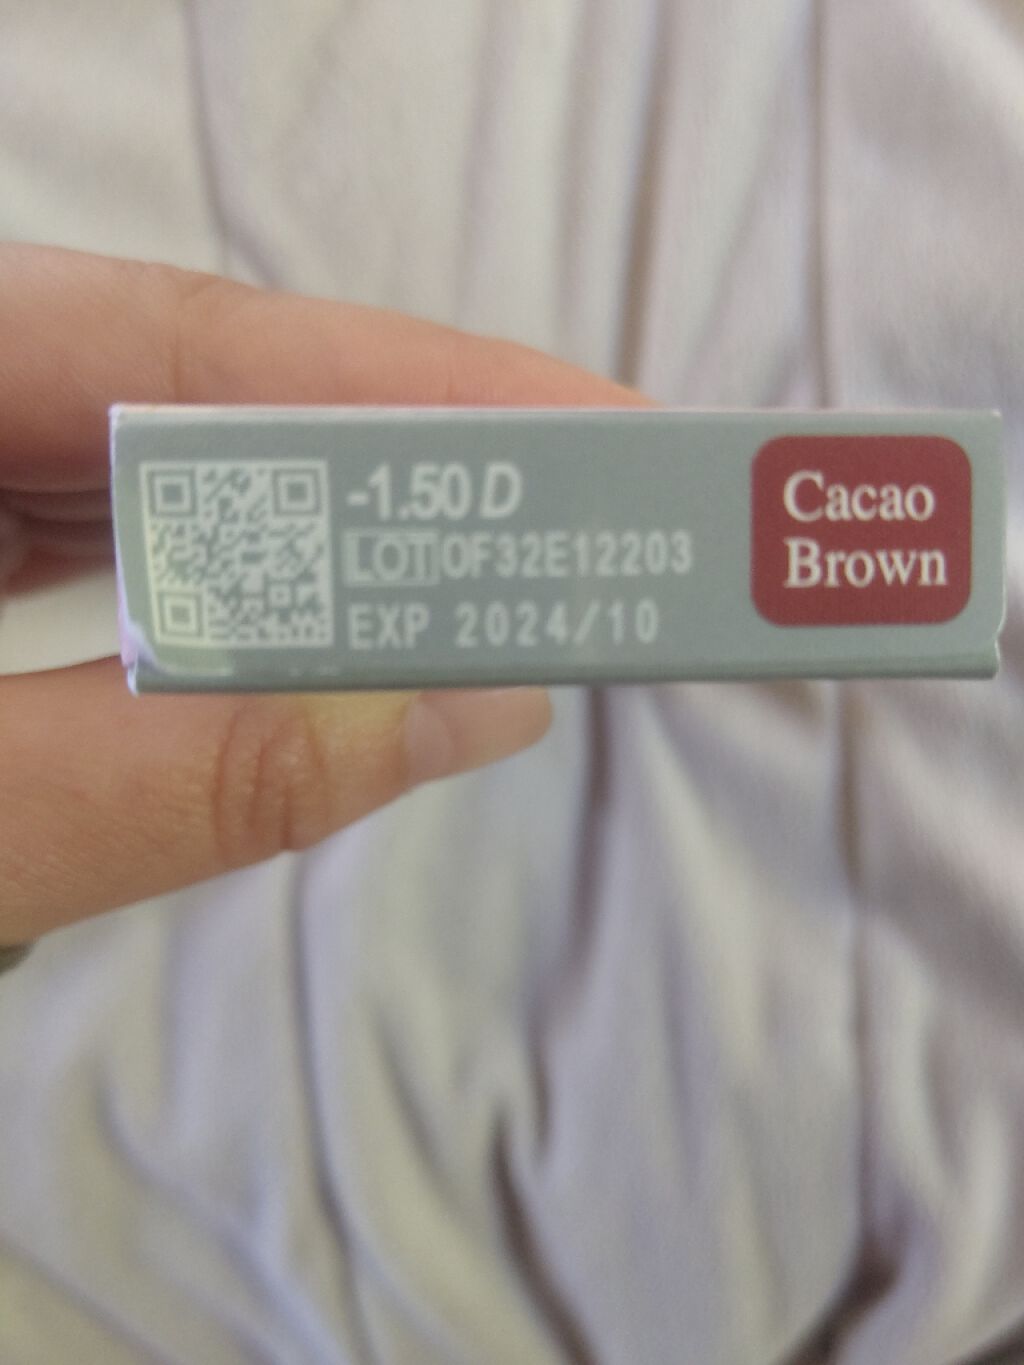 -1.50 D
LOT 0F32E12203
EXP 2024/10
Cacao
Brown